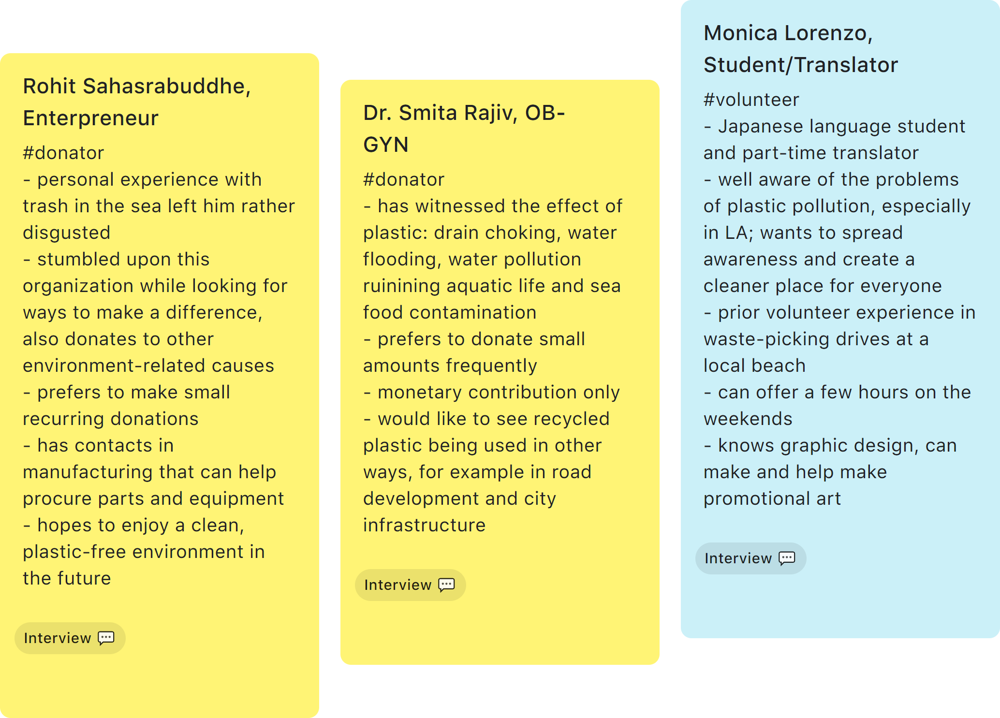 Rohit Sahasrabuddhe,
Enterpreneur
#donator
- personal experience with
trash in the sea left him rather
disgusted
- stumbled upon this
organization while looking for
ways to make a difference,
also donates to other
environment-related causes
- prefers to make small
recurring donations
- has contacts in
manufacturing that can help
procure parts and equipment
- hopes to enjoy a clean,
plastic-free environment in
the future
Interview
Dr. Smita Rajiv, OB-
GYN
#donator
- has witnessed the effect of
plastic: drain choking, water
flooding, water pollution
ruinining aquatic life and sea
food contamination
- prefers to donate small
amounts frequently
- monetary contribution only
- would like to see recycled
plastic being used in other
ways, for example in road
development and city
infrastructure
Interview
Monica Lorenzo,
Student/Translator
#volunteer
- Japanese language student
and part-time translator
- well aware of the problems
of plastic pollution, especially
in LA; wants to spread
awareness and create a
cleaner place for everyone
- prior volunteer experience in
waste-picking drives at a
local beach
- can offer a few hours on the
weekends
- knows graphic design, can
make and help make
promotional art
Interview